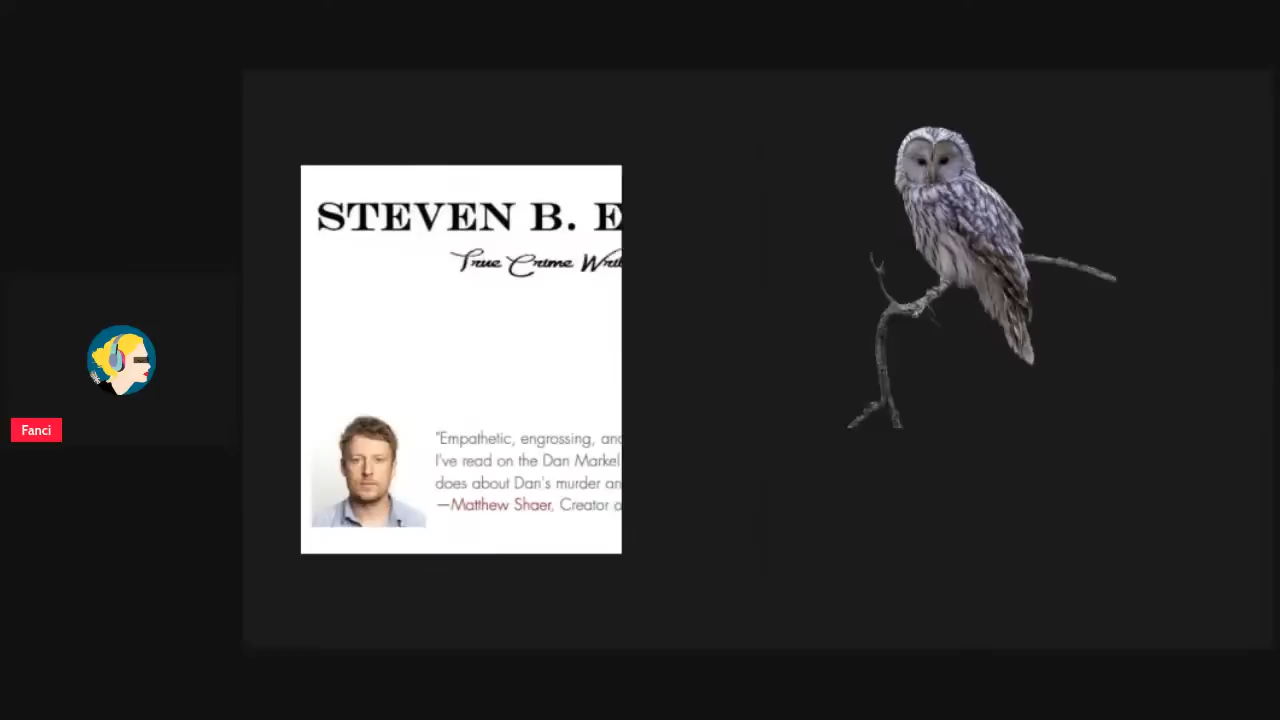 STEVEN B. E
True Crime Writ
"Empathetic, engrossing, and
I've read on the Dan Markel
does about Dan's murder an
—Matthew Shaer, Creator a
Fanci